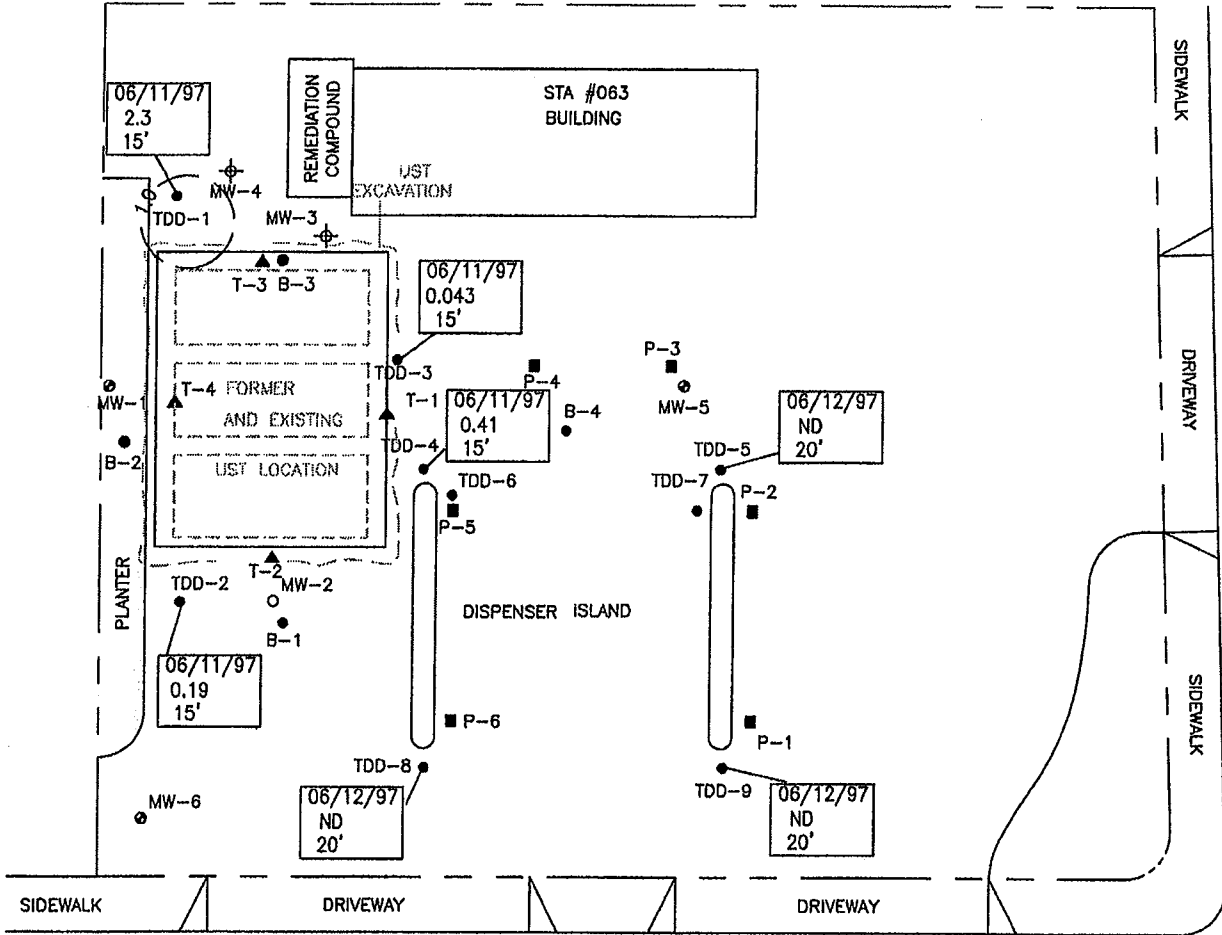 SIDEWALK
STA #063
BUILDING
REMEDIATION
COMPOUND
06/11/97
2.3
15'
UST
EXCAVATION
MW-4
1.0
TDD-1
MW-3
T-3 B-3
06/11/97
0.043
15'
TDD-3
P-4
P-3
MW-5
DRIVEWAY
T-4
FORMER
AND EXISTING
UST LOCATION
MW-1
B-2
T-1
06/11/97
0.41
15'
B-4
06/12/97
ND
20'
TDD-4
TDD-5
TDD-6
TDD-7
P-2
P-5
PLANTER
TDD-2
T-2
MW-2
B-1
DISPENSER ISLAND
06/11/97
0.19
15'
SIDEWALK
P-6
P-1
TDD-8
TDD-9
06/12/97
ND
20'
06/12/97
ND
20'
MW-6
SIDEWALK
DRIVEWAY
DRIVEWAY